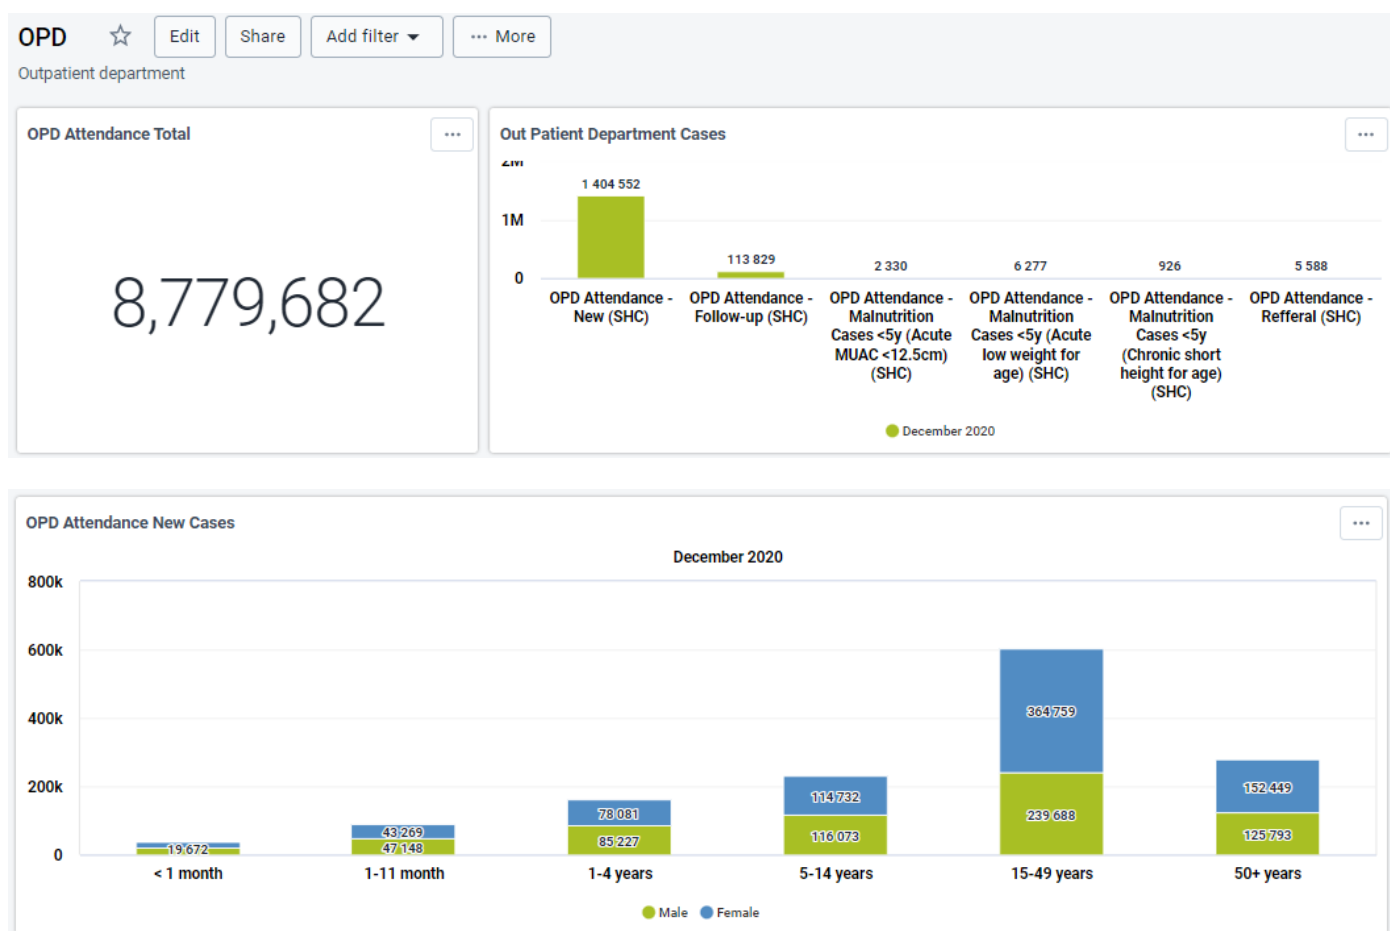 OPD
Edit
Share
Add filter
More
Outpatient department
OPD Attendance Total
8,779,682
Out Patient Department Cases
2M
1M
0
1 404 552
113 829
2 330
6 277
926
5 588
OPD Attendance -
New (SHC)
OPD Attendance -
Follow-up (SHC)
OPD Attendance -
Malnutrition
Cases <5y (Acute
MUAC <12.5cm)
(SHC)
OPD Attendance -
Malnutrition
Cases <5y (Acute
low weight for
age) (SHC)
OPD Attendance -
Malnutrition
Cases <5y
(Chronic short
height for age)
(SHC)
OPD Attendance -
Refferal (SHC)
December 2020
OPD Attendance New Cases
December 2020
800k
600k
400k
200k
0
19 672
43 269
47 148
78 081
85 227
114 732
116 073
364 759
239 688
152 449
125 793
< 1 month
1-11 month
1-4 years
5-14 years
15-49 years
50+ years
Male
Female